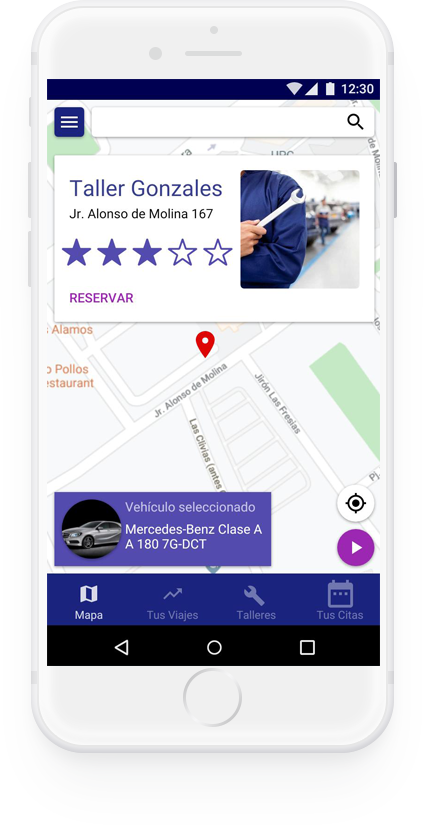 12:30
UPC
Taller Gonzales
Jr. Alonso de Molina 167
RESERVAR
Alamos
Pollos
Jr. Alonso de Molina
Jirón Las Fresias
Las Clivias (antes
Vehículo seleccionado
Mercedes-Benz Clase A
A 180 7G-DCT
Mapa
Tus Viajes
Talleres
Tus Citas